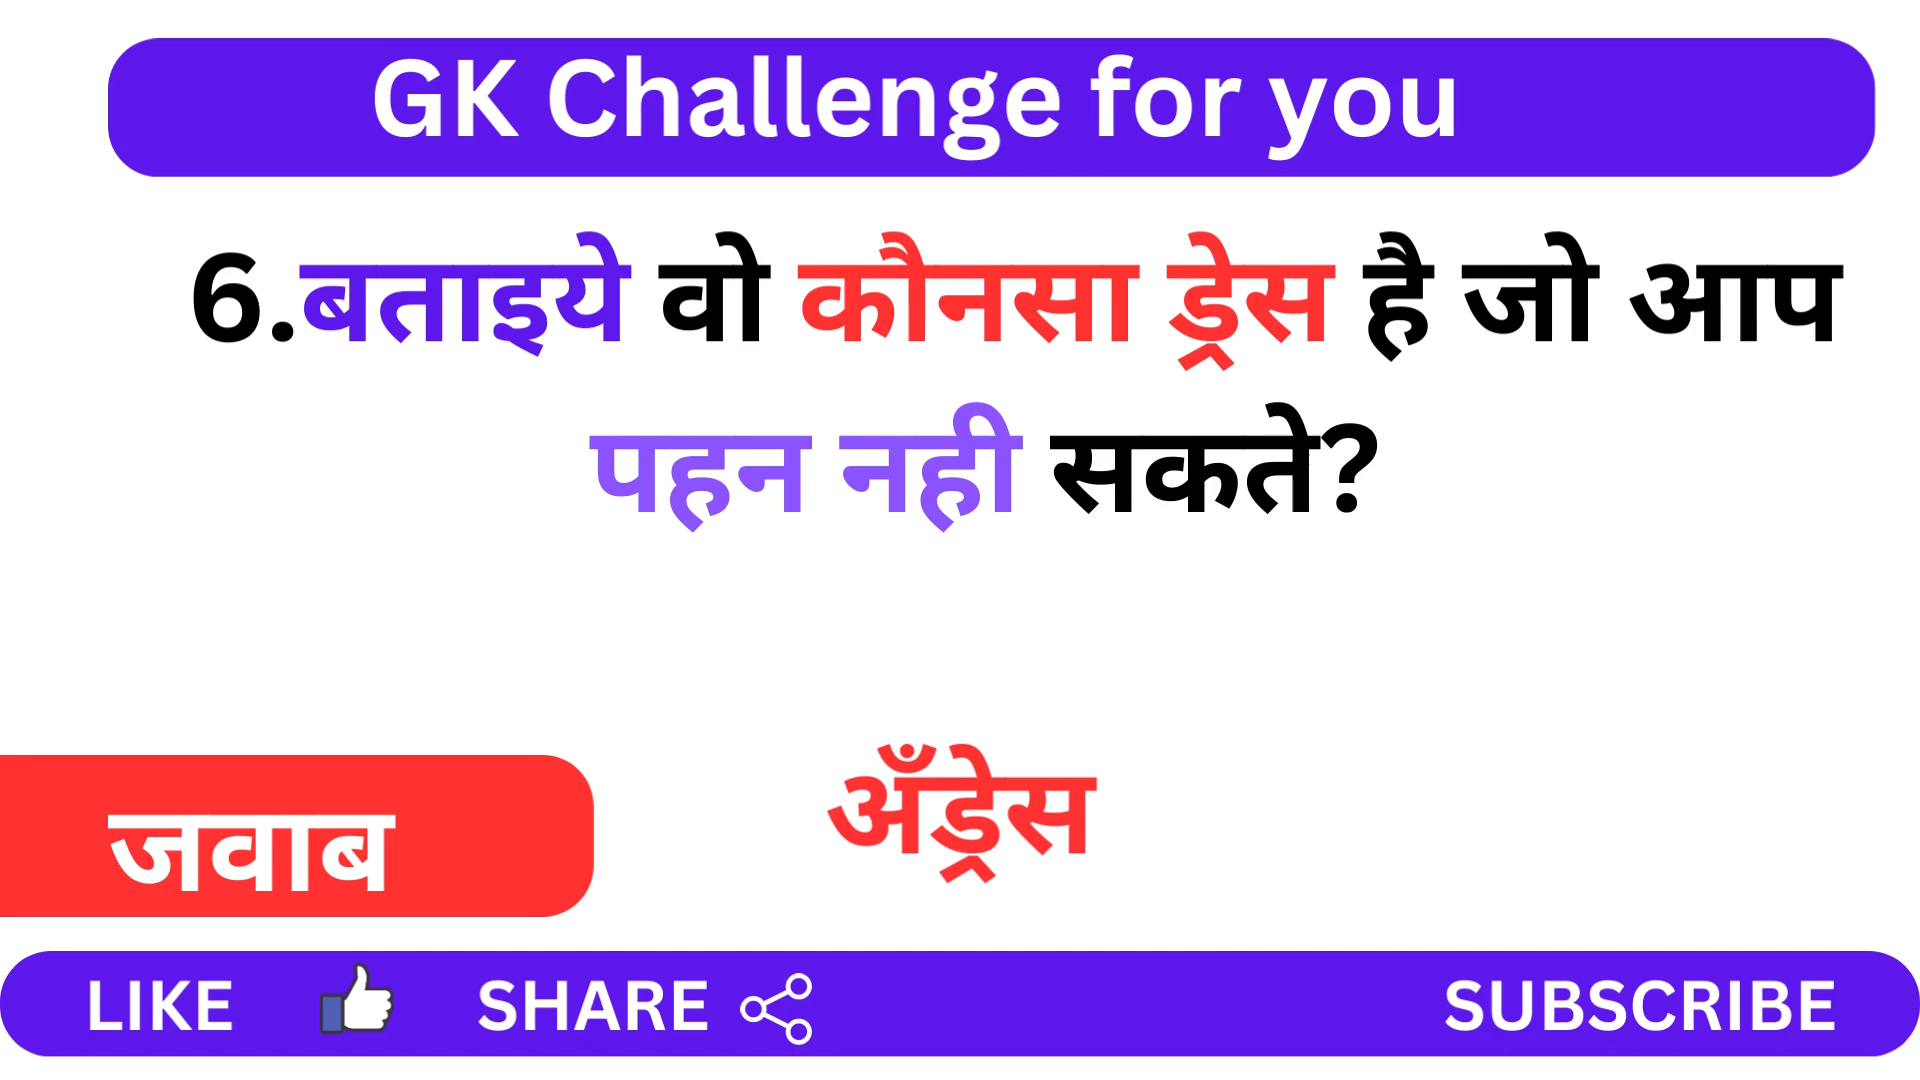 GK Challenge for you
6.बताइये वो कौनसा ड्रेस है जो आप
पहन नही सकते?
अँड्रेस
जवाब
LIKE SHARE SUBSCRIBE